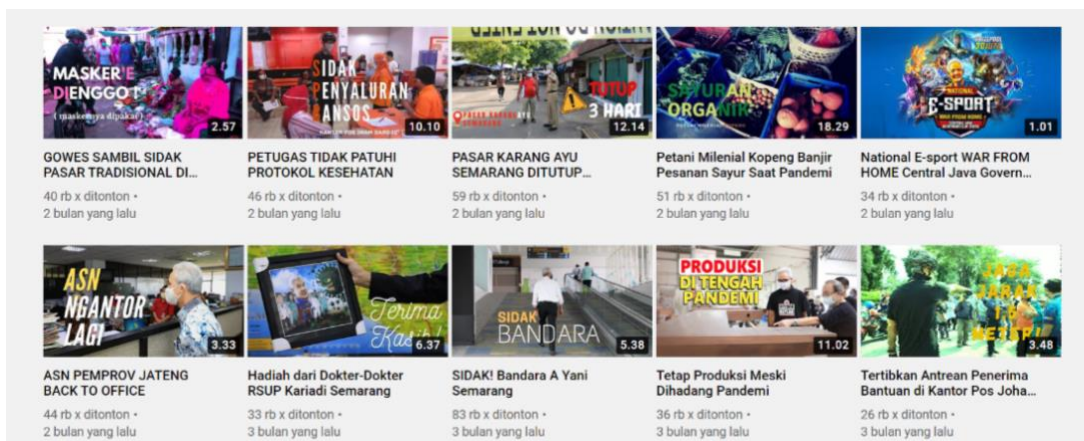 MASKER'E
DIENGGO!
( maskernya dipakai )
2.57
SIDAK
PENYALURAN
BANSOS
10.10
TUTUP
3 HARI
12.14
SAYURAN
ORGANIK
18.29
NATIONAL
E-SPORT
WAR FROM HOME
1.01
GOWES SAMBIL SIDAK
PASAR TRADISIONAL DI...
40 rb x ditonton •
2 bulan yang lalu
PETUGAS TIDAK PATUHI
PROTOKOL KESEHATAN
46 rb x ditonton •
2 bulan yang lalu
PASAR KARANG AYU
SEMARANG DITUTUP...
59 rb x ditonton •
2 bulan yang lalu
Petani Milenial Kopeng Banjir
Pesanan Sayur Saat Pandemi
51 rb x ditonton •
2 bulan yang lalu
National E-sport WAR FROM
HOME Central Java Govern...
34 rb x ditonton •
2 bulan yang lalu
ASN
NGANTOR
LAGI
3.33
Terima
Kasih!
6.37
SIDAK
BANDARA
5.38
PRODUKSI
DI TENGAH
PANDEMI
11.02
JAGA
JARAK
1,5
METER!
3.48
ASN PEMPROV JATENG
BACK TO OFFICE
44 rb x ditonton •
2 bulan yang lalu
Hadiah dari Dokter-Dokter
RSUP Kariadi Semarang
33 rb x ditonton •
3 bulan yang lalu
SIDAK! Bandara A Yani
Semarang
83 rb x ditonton •
3 bulan yang lalu
Tetap Produksi Meski
Dihadang Pandemi
36 rb x ditonton •
3 bulan yang lalu
Tertibkan Antrean Penerima
Bantuan di Kantor Pos Joha...
26 rb x ditonton •
3 bulan yang lalu